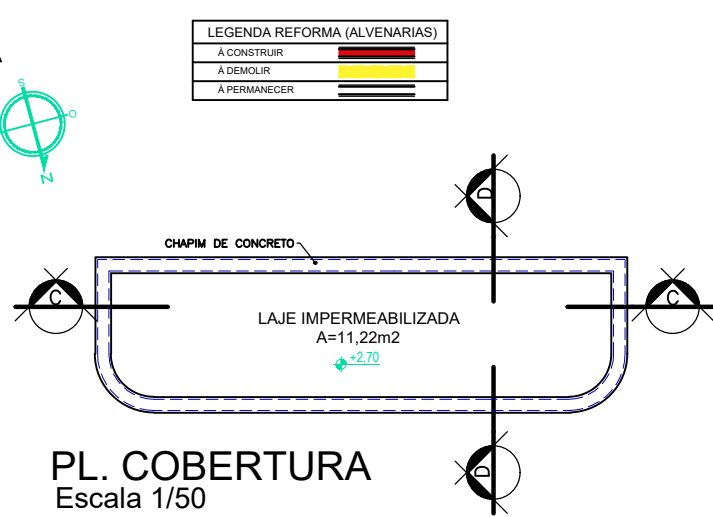 LEGENDA REFORMA (ALVENARIAS)
À CONSTRUIR
À DEMOLIR
À PERMANECER
S
O
N
D
CHAPIM DE CONCRETO
C
C
LAJE IMPERMEABILIZADA
A=11,22m2
+2,70
D
PL. COBERTURA
Escala 1/50